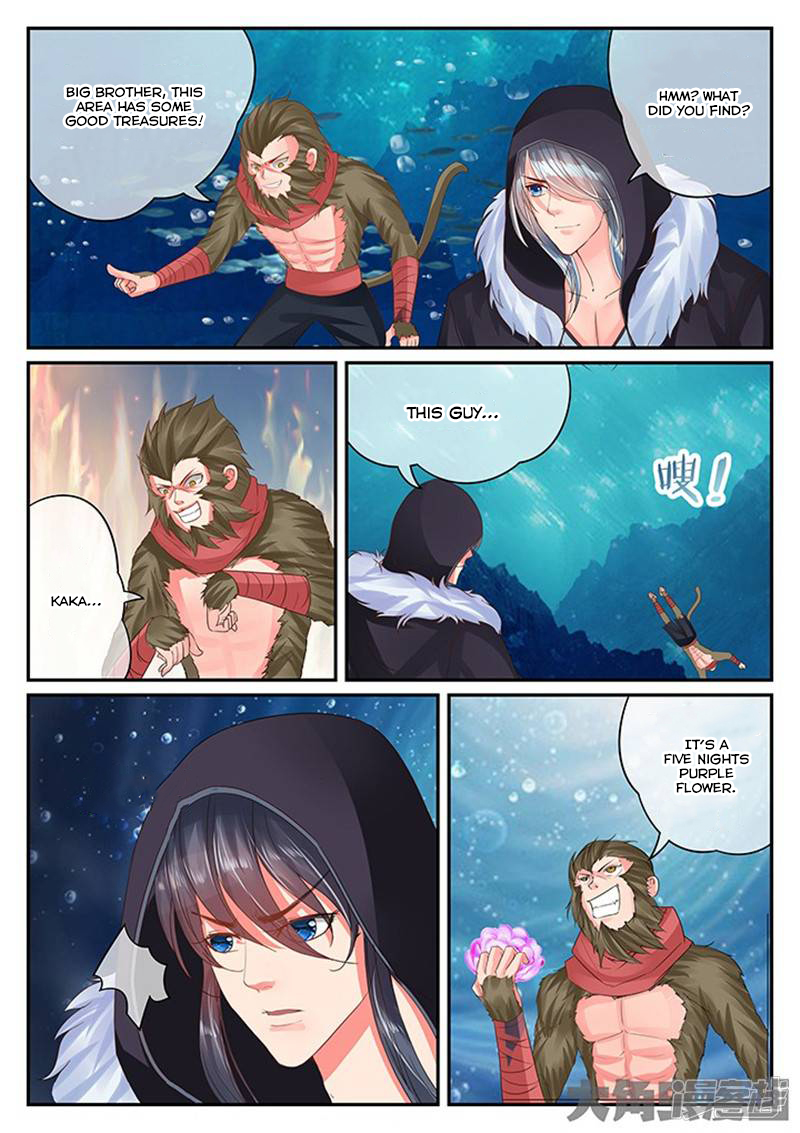 BIG BROTHER, THIS
AREA HAS SOME
GOOD TREASURES!
HMM? WHAT
DID YOU FIND?
KAKA...
THIS GUY...
嗖！
IT'S A
FIVE NIGHTS
PURPLE
FLOWER.